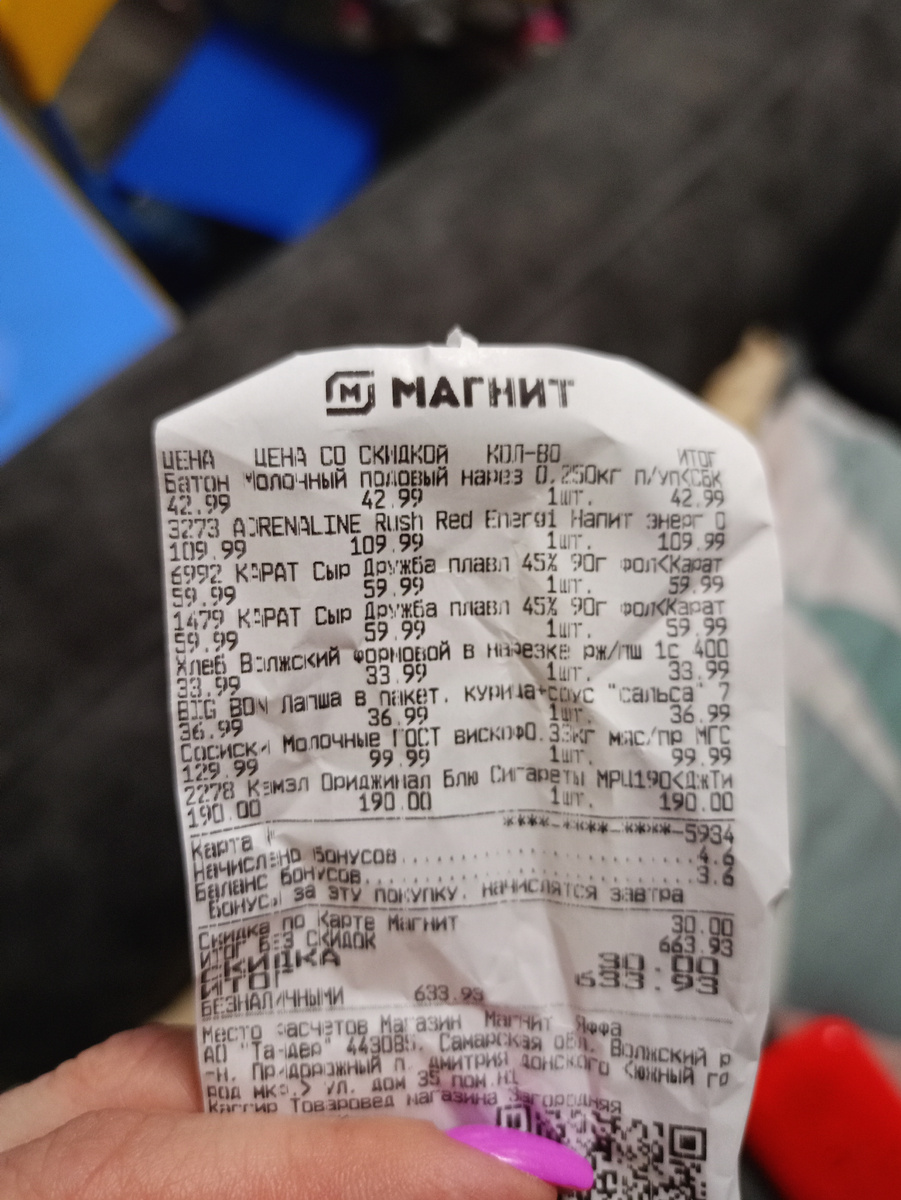 МАГНИТ
ЦЕНА ЦЕНА СО СКИДКОЙ КОЛ-ВО ИТОГ
Батон Молочный подовый нарез 0.250кг п/уп<СБК
42.99 42.99 1шт. 42.99
3273 ADRENALINE Rush Red Energi Напит энерг 0
109.99 109.99 1шт. 109.99
6992 КАРАТ Сыр Дружба плавл 45% 90г фол<Карат
59.99 59.99 1шт. 59.99
1479 КАРАТ Сыр Дружба плавл 45% 90г фол<Карат
59.99 59.99 1шт. 59.99
Хлеб Волжский формовой в нарезке рж/пш 1с 400
33.99 33.99 1шт. 33.99
BIG BON Лапша в пакет. курица+соус "сальса" 7
36.99 36.99 1шт. 36.99
Сосиски Молочные ГОСТ вискоф0.33кг мяс/пр МГС
129.99 99.99 1шт. 99.99
2278 Кэмэл Ориджинал Блю Сигареты МРЦ190<ДжТи
190.00 190.00 1шт. 190.00
Карта ****-****-****-5934
Начислено бонусов 4.6
Баланс бонусов 3.6
Бонусы за эту покупку, начислятся завтра
Скидка по Карте Магнит 30.00
ИТОГ БЕЗ СКИДОК 663.93
СКИДКА 30.00
ИТОГ 633.93
БЕЗНАЛИЧНЫМИ 633.93
Место расчетов Магазин Магнит Яффа
АО "Тандер" 443085, Самарская обл, Волжский р
-н, Придорожный п, Дмитрия Донского (Южный го
род мкр.> ул, дом 35 пом.Н1
Кассир Товаровед магазина Загородняя